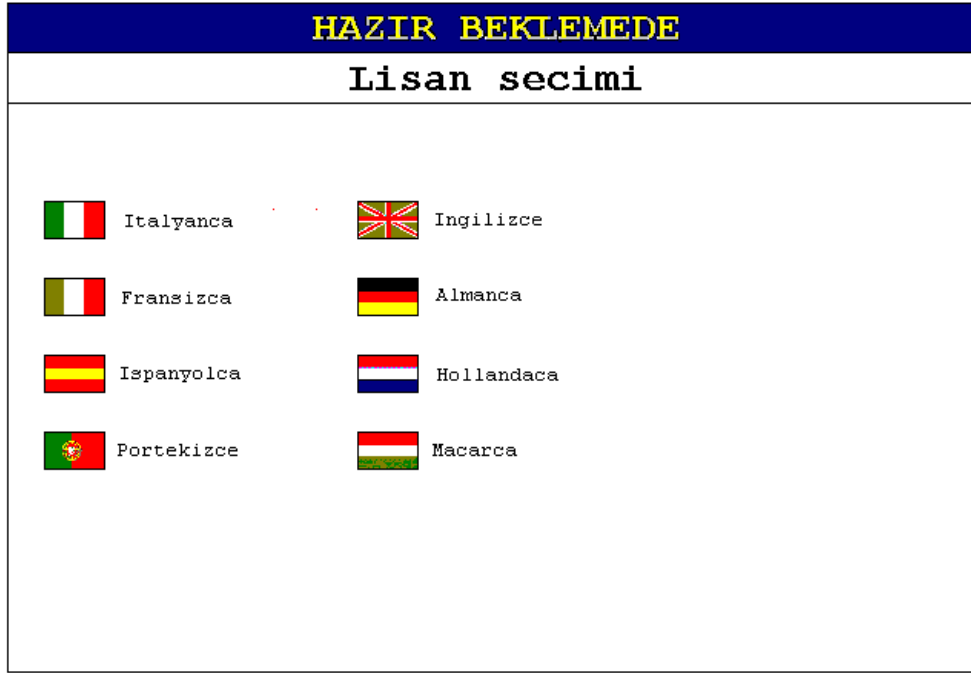 HAZIR BEKLEMEDE
Lisan secimi
Italyanca
Ingilizce
Fransizca
Almanca
Ispanyolca
Hollandaca
Portekizce
Macarca